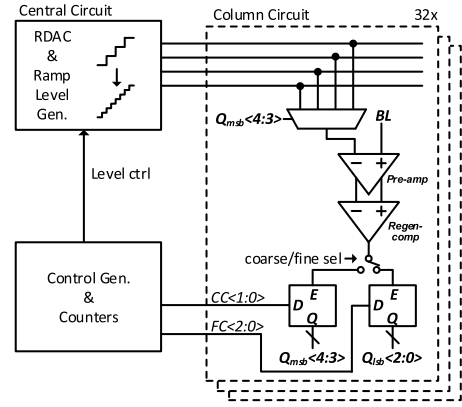 Central Circuit
Column Circuit
32x
RDAC
&
Ramp
Level
Gen.
Qmsb<4:3>
BL
− +
Pre-amp
− +
Regen-
comp
Level ctrl
coarse/fine sel
Control Gen.
&
Counters
CC<1:0>
FC<2:0>
D E Q
D E Q
Qmsb<4:3>
Qlsb<2:0>